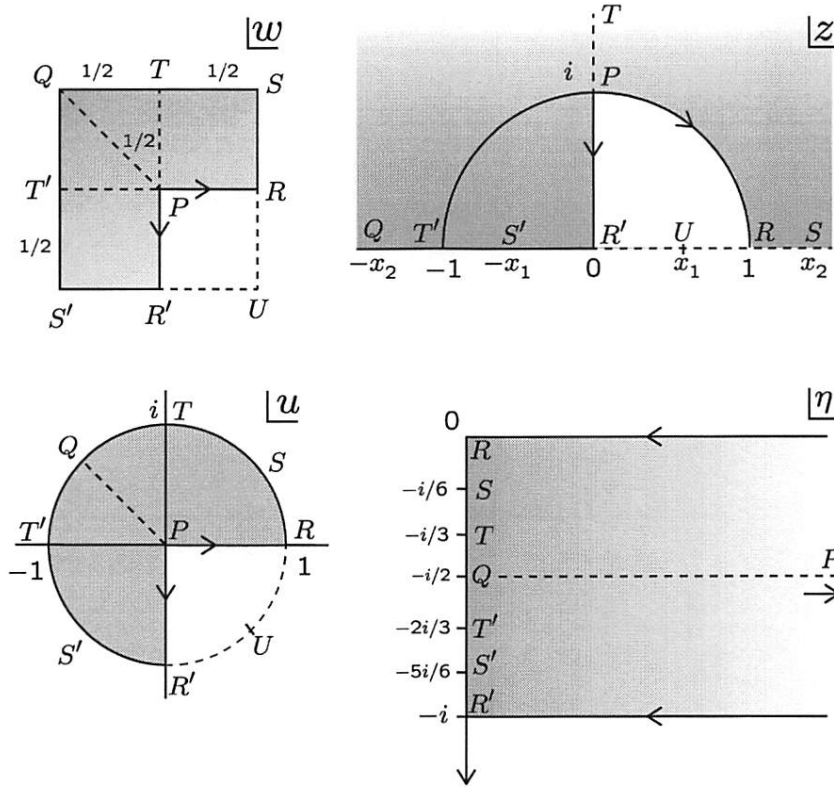 w
Q 1/2 T 1/2 S
1/2
T′ P R
1/2
S′ R′ U
z
T
i P
Q T′ S′ R′ U R S
−x₂ −1 −x₁ 0 x₁ 1 x₂
u
i T
Q S
T′ P R
−1 1
S′ U
R′
η
0
R
−i/6 S
−i/3 T
−i/2 Q P
−2i/3 T′
−5i/6 S′
−i R′